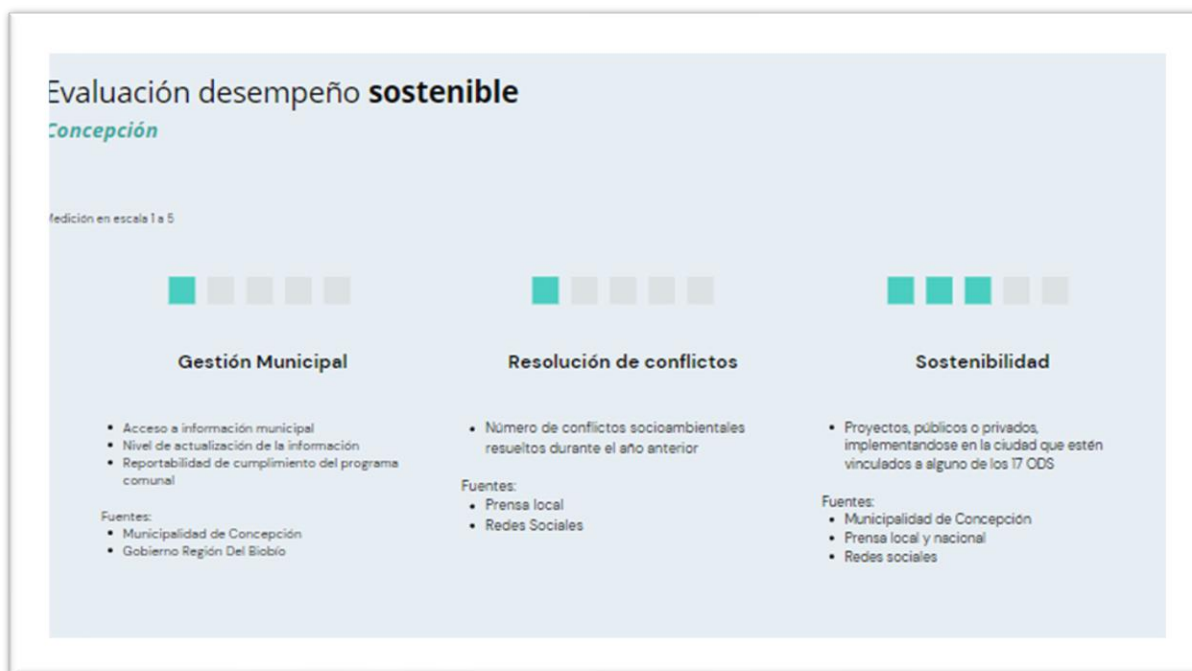 Evaluación desempeño sostenible
Concepción
Medición en escala 1 a 5
Gestión Municipal
• Acceso a información municipal
• Nivel de actualización de la información
• Reportabilidad de cumplimiento del programa
comunal
Fuentes:
• Municipalidad de Concepción
• Gobierno Región Del Biobío
Resolución de conflictos
• Número de conflictos socioambientales
resueltos durante el año anterior
Fuentes:
• Prensa local
• Redes Sociales
Sostenibilidad
• Proyectos, públicos o privados,
implementandose en la ciudad que estén
vinculados a alguno de los 17 ODS
Fuentes:
• Municipalidad de Concepción
• Prensa local y nacional
• Redes sociales